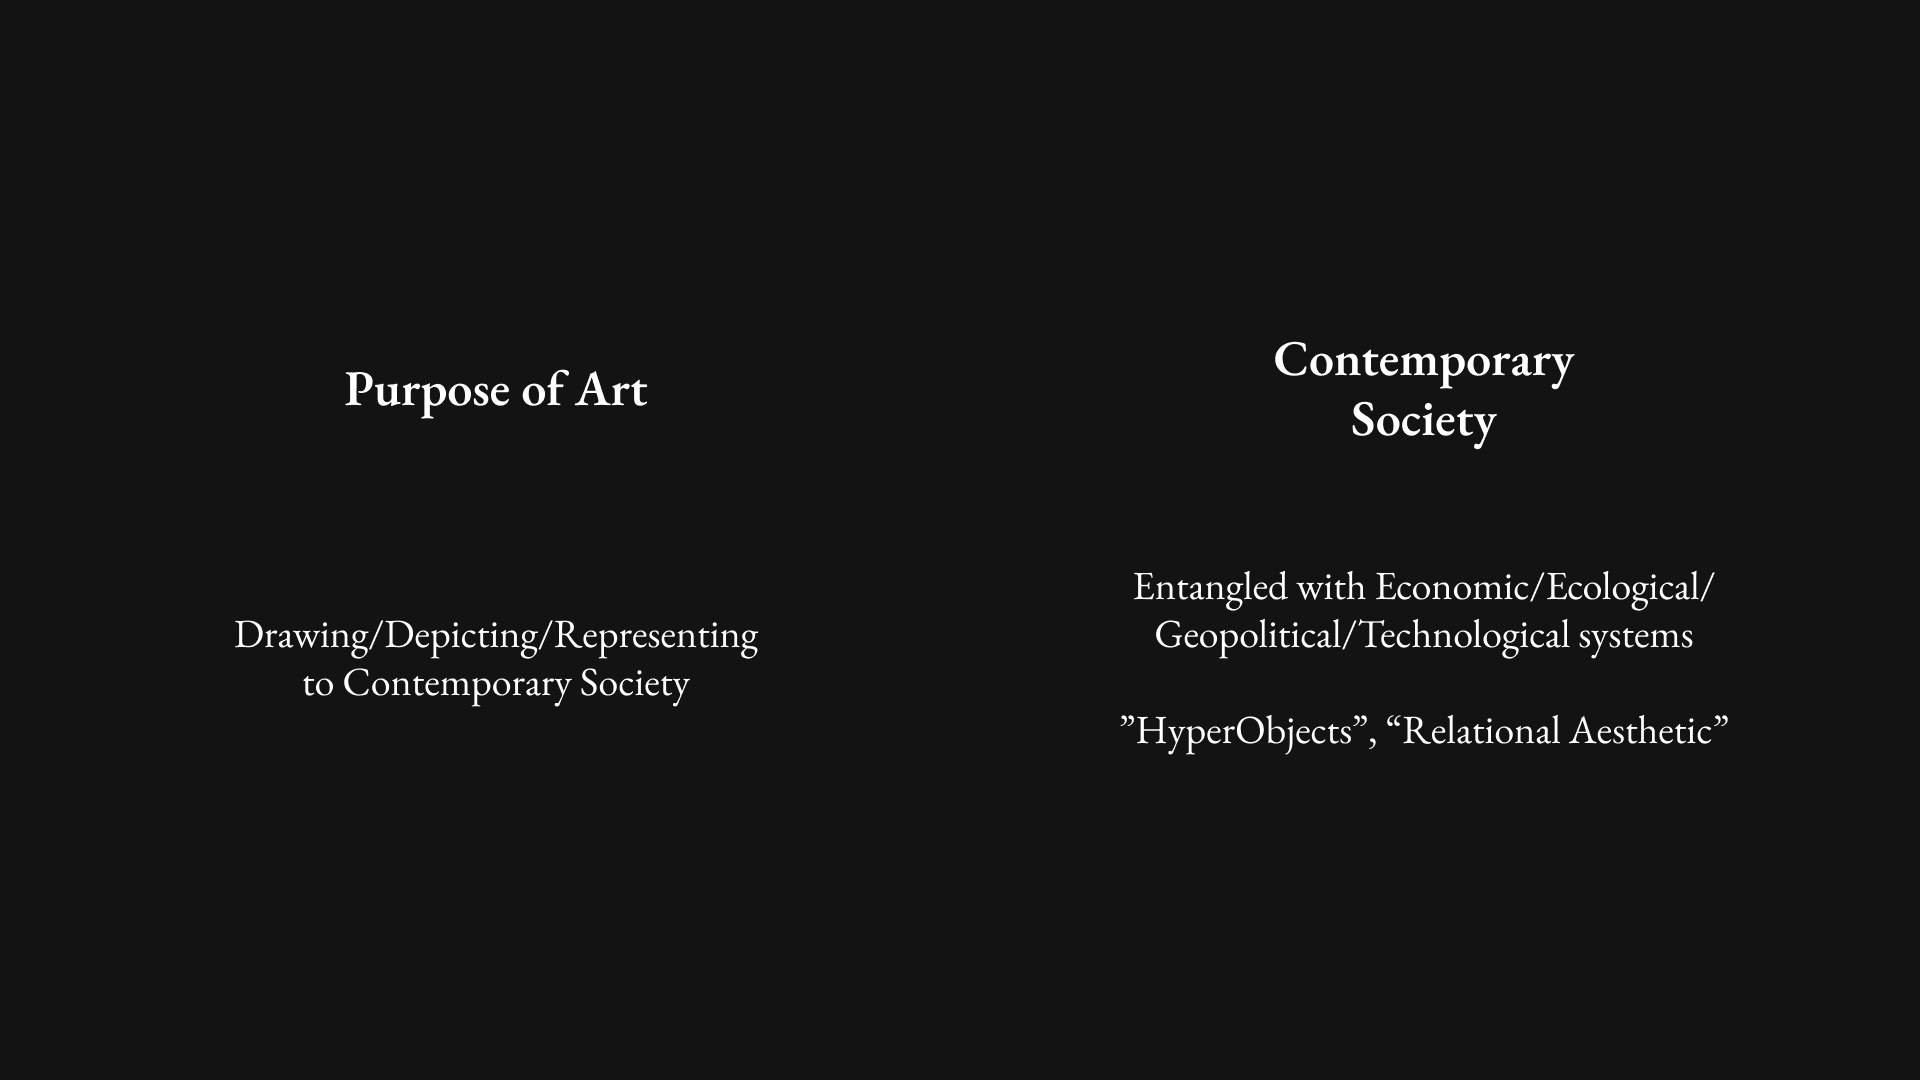 Purpose of Art
Drawing/Depicting/Representing
to Contemporary Society
Contemporary
Society
Entangled with Economic/Ecological/
Geopolitical/Technological systems
”HyperObjects”, “Relational Aesthetic”